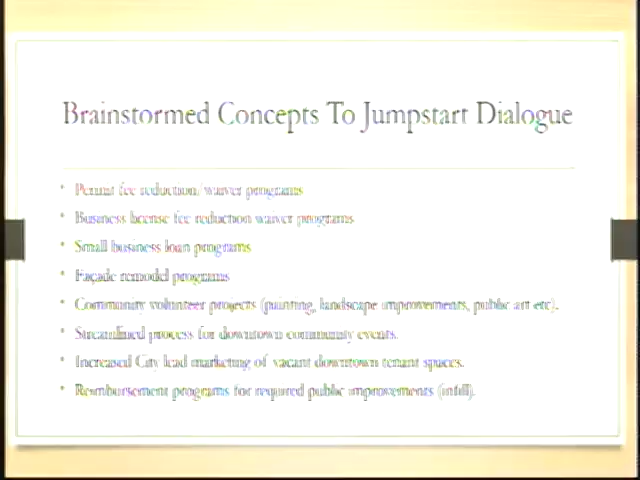 Brainstormed Concepts To Jumpstart Dialogue
• Permit fee reduction/waiver programs
• Business license fee reduction waiver programs
• Small business loan programs
• Façade remodel programs
• Community volunteer projects (painting, landscape improvements, public art etc).
• Streamlined process for downtown community events.
• Increased City lead marketing of vacant downtown tenant spaces.
• Reimbursement programs for required public improvements (infill).